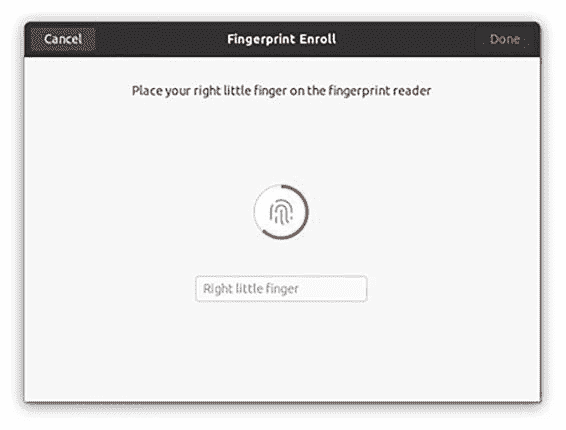 Cancel
Fingerprint Enroll
Done
Place your right little finger on the fingerprint reader
Right little finger